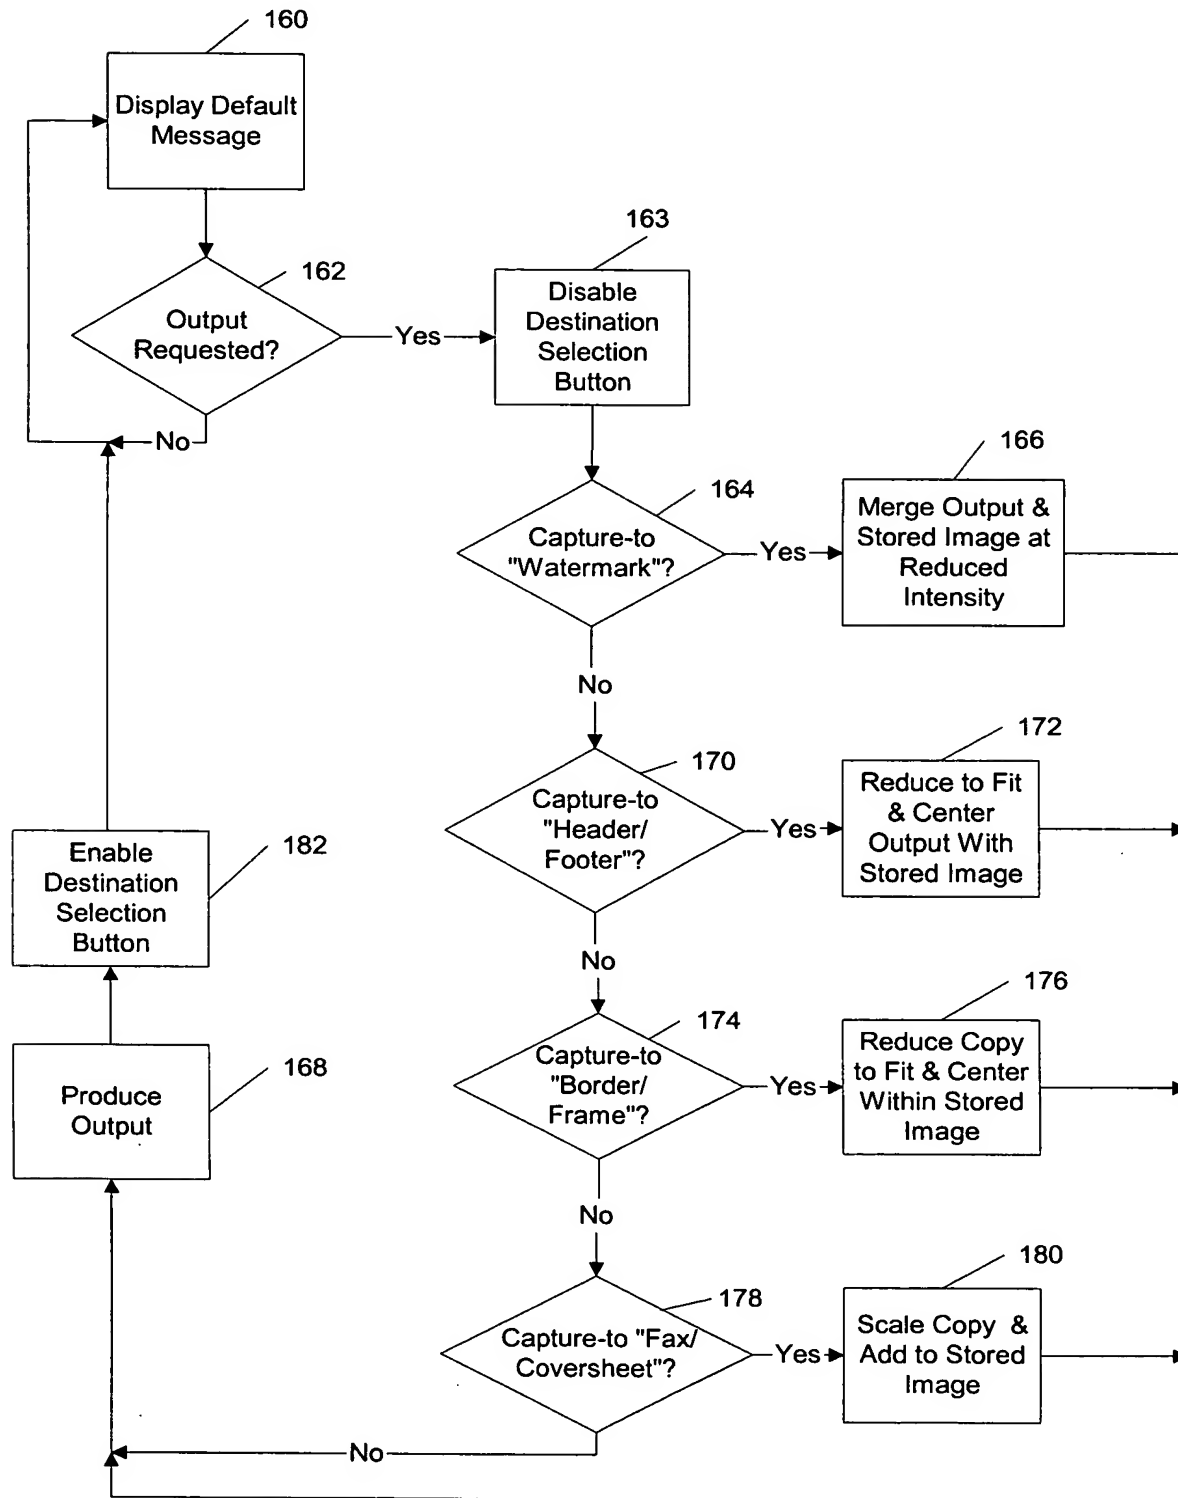 160
Display Default
Message
162
Output
Requested?
Yes
No
163
Disable
Destination
Selection
Button
164
Capture-to
"Watermark"?
Yes
166
Merge Output &
Stored Image at
Reduced
Intensity
No
170
Capture-to
"Header/
Footer"?
Yes
172
Reduce to Fit
& Center
Output With
Stored Image
No
174
Capture-to
"Border/
Frame"?
Yes
176
Reduce Copy
to Fit & Center
Within Stored
Image
No
178
Capture-to "Fax/
Coversheet"?
Yes
180
Scale Copy &
Add to Stored
Image
No
168
Produce
Output
182
Enable
Destination
Selection
Button